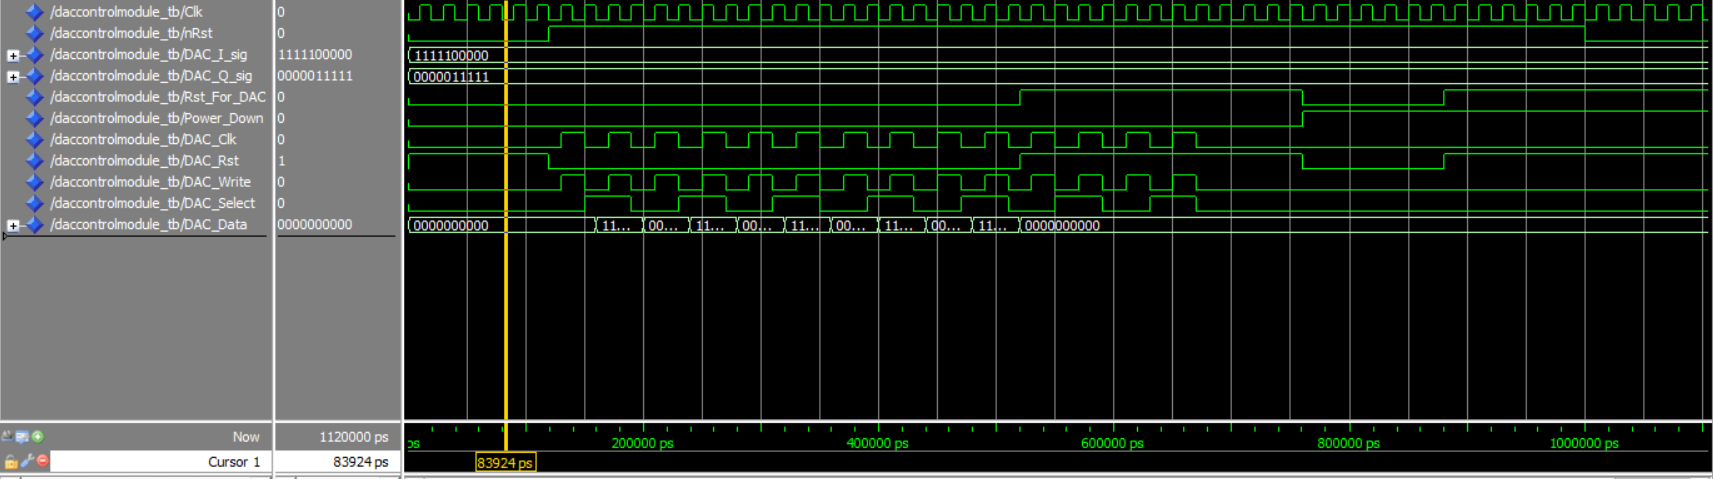 /daccontrolmodule_tb/Clk 0
/daccontrolmodule_tb/nRst 0
/daccontrolmodule_tb/DAC_I_sig 1111100000 1111100000
/daccontrolmodule_tb/DAC_Q_sig 0000011111 0000011111
/daccontrolmodule_tb/Rst_For_DAC 0
/daccontrolmodule_tb/Power_Down 0
/daccontrolmodule_tb/DAC_Clk 0
/daccontrolmodule_tb/DAC_Rst 1
/daccontrolmodule_tb/DAC_Write 0
/daccontrolmodule_tb/DAC_Select 0
/daccontrolmodule_tb/DAC_Data 0000000000 0000000000 11... 00... 11... 00... 11... 00... 11... 00... 11... 0000000000
Now 1120000 ps ps 200000 ps 400000 ps 600000 ps 800000 ps 1000000 ps
Cursor 1 83924 ps 83924 ps